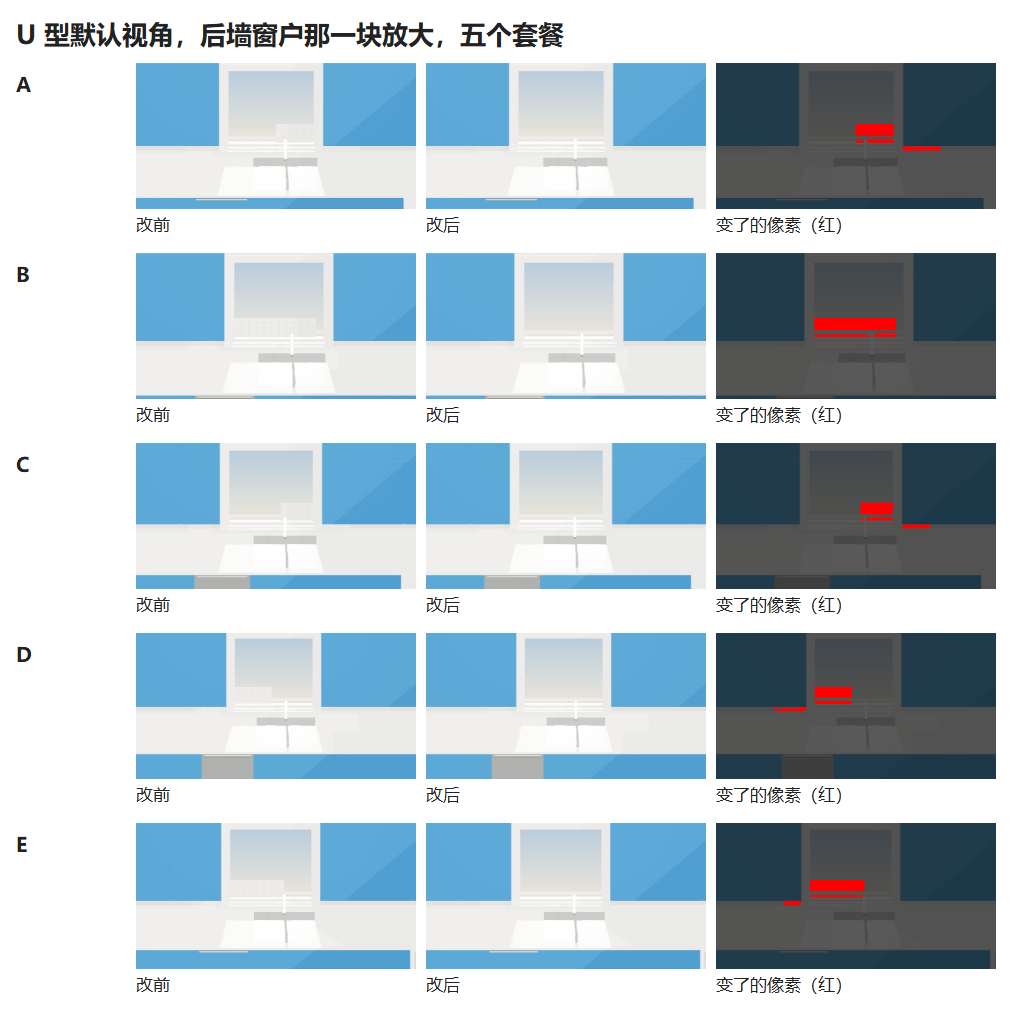 U 型默认视角，后墙窗户那一块放大，五个套餐
A
改前 改后 变了的像素（红）
B
改前 改后 变了的像素（红）
C
改前 改后 变了的像素（红）
D
改前 改后 变了的像素（红）
E
改前 改后 变了的像素（红）